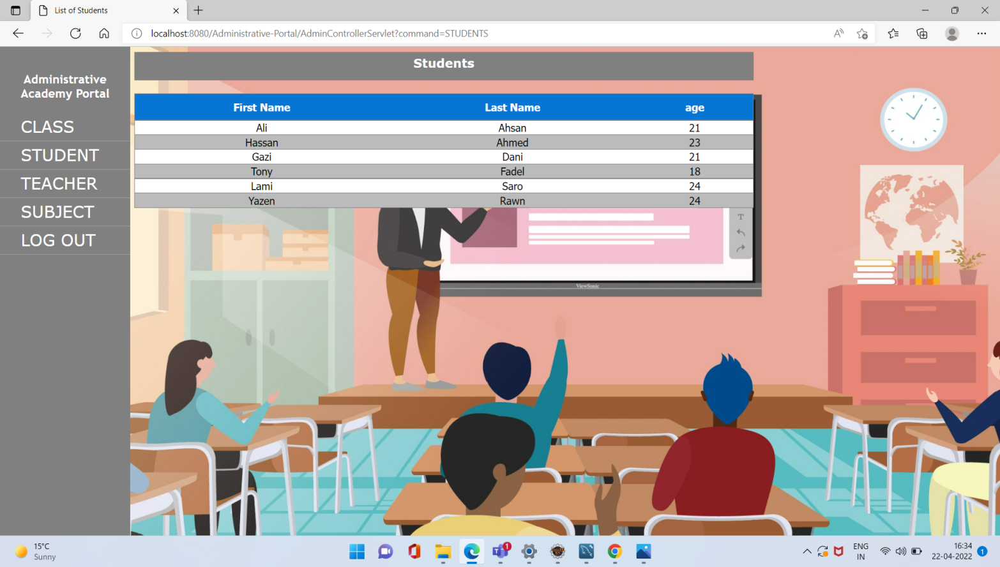 List of Students
localhost:8080/Administrative-Portal/AdminControllerServlet?command=STUDENTS
Administrative
Academy Portal
CLASS
STUDENT
TEACHER
SUBJECT
LOG OUT
Students
First Name Last Name age
Ali Ahsan 21
Hassan Ahmed 23
Gazi Dani 21
Tony Fadel 18
Lami Saro 24
Yazen Rawn 24
T
ViewSonic
15°C
Sunny
1
ENG
IN
16:34
22-04-2022
1